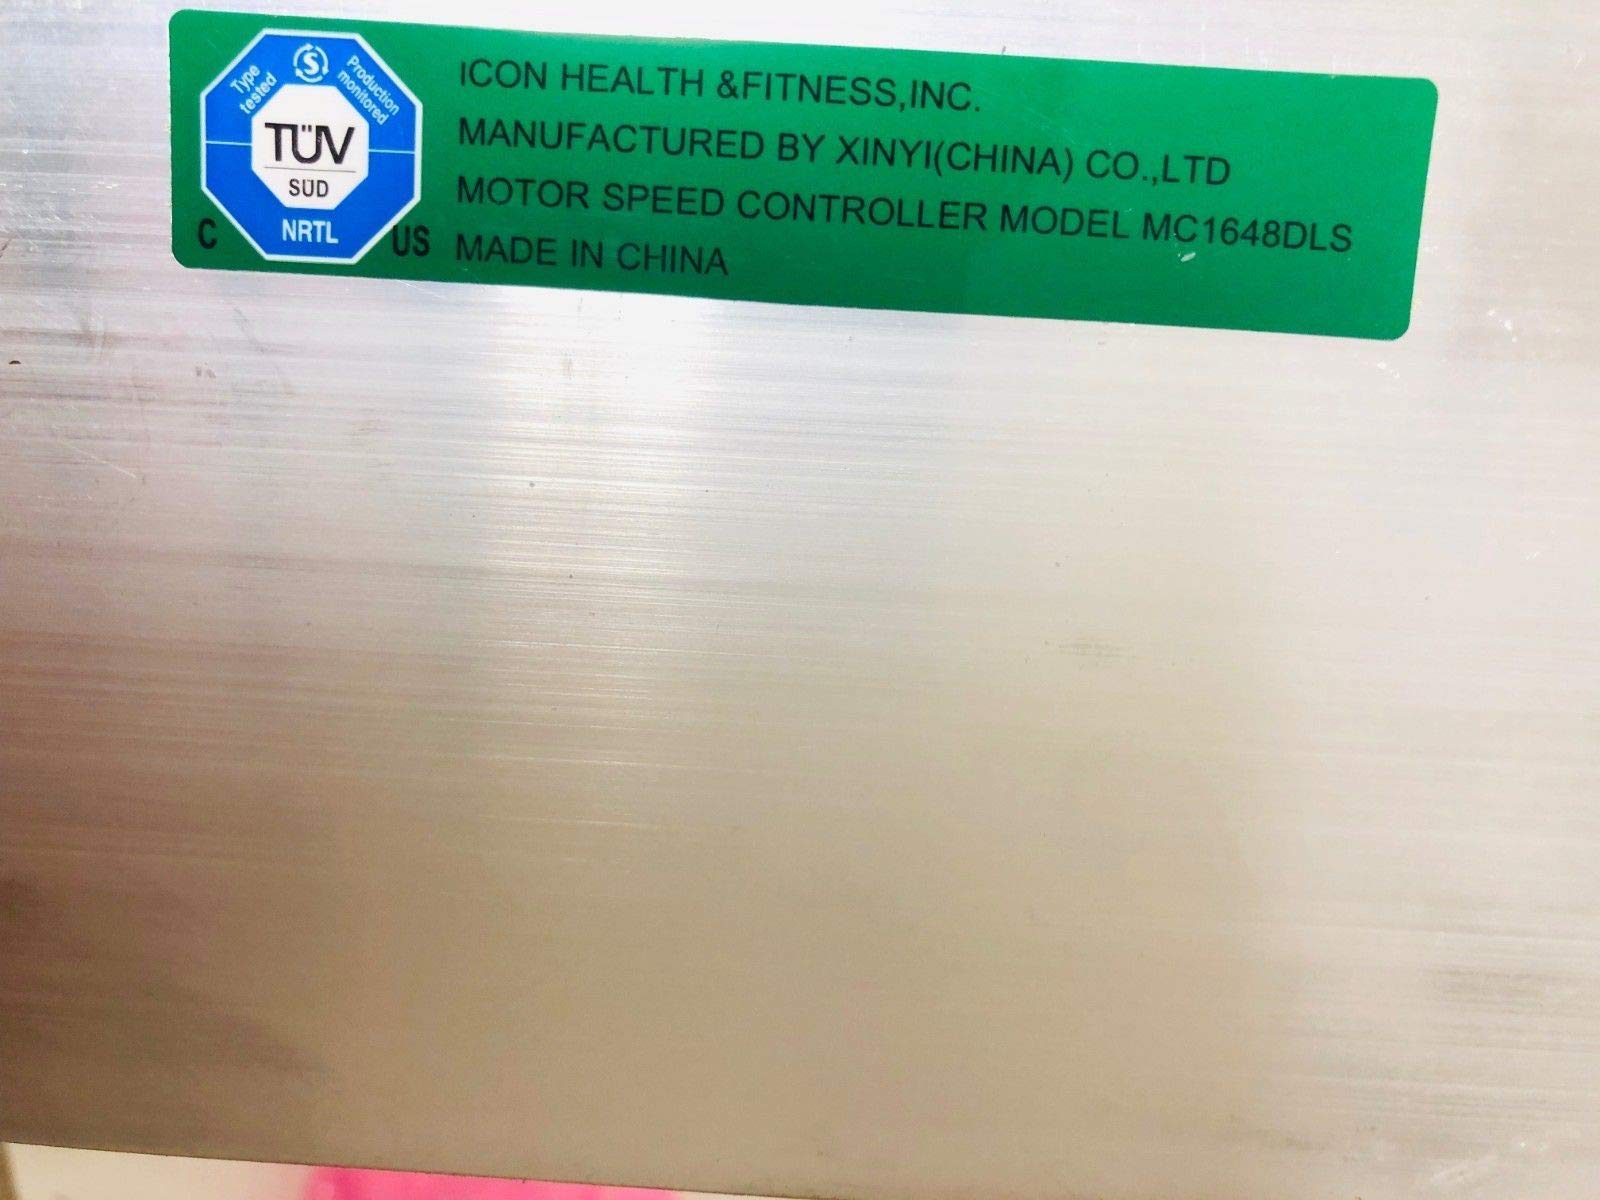 Type tested
S
Production monitored
TÜV
SÜD
NRTL
C US
ICON HEALTH &FITNESS,INC.
MANUFACTURED BY XINYI(CHINA) CO.,LTD
MOTOR SPEED CONTROLLER MODEL MC1648DLS
MADE IN CHINA